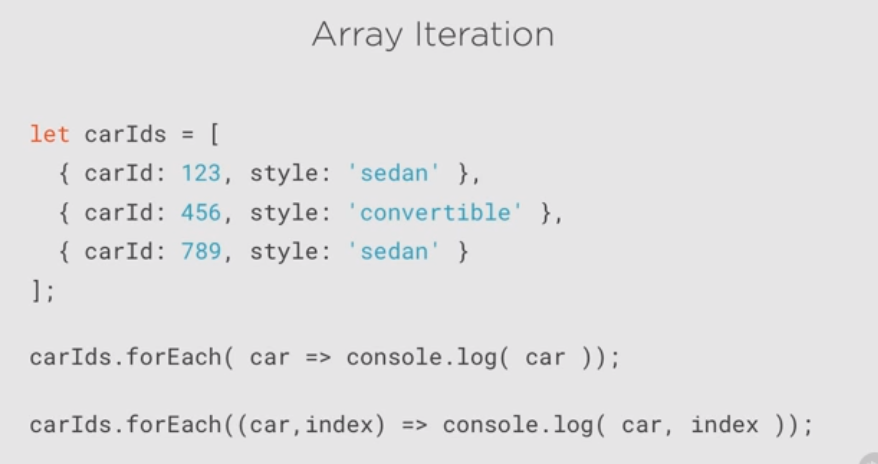 Array Iteration
let carIds = [
{ carId: 123, style: 'sedan' },
{ carId: 456, style: 'convertible' },
{ carId: 789, style: 'sedan' }
];
carIds.forEach( car => console.log( car ));
carIds.forEach((car,index) => console.log( car, index ));